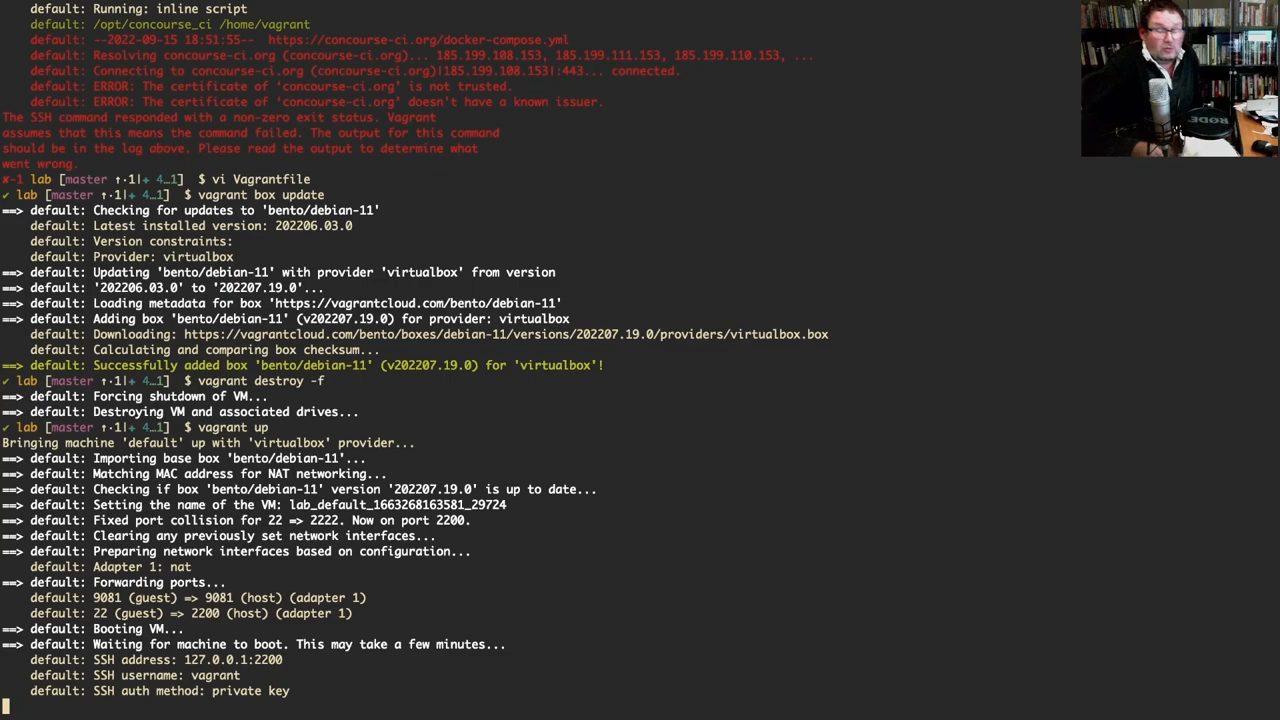 default: Running: inline script
default: /opt/concourse_ci /home/vagrant
default: --2022-09-15 18:51:55-- https://concourse-ci.org/docker-compose.yml
default: Resolving concourse-ci.org (concourse-ci.org)... 185.199.108.153, 185.199.111.153, 185.199.110.153, ...
default: Connecting to concourse-ci.org (concourse-ci.org)|185.199.108.153|:443... connected.
default: ERROR: The certificate of 'concourse-ci.org' is not trusted.
default: ERROR: The certificate of 'concourse-ci.org' doesn't have a known issuer.
The SSH command responded with a non-zero exit status. Vagrant
assumes that this means the command failed. The output for this command
should be in the log above. Please read the output to determine what
went wrong.
✘-1 lab [master ↑·1|✚ 4…1] $ vi Vagrantfile
✔ lab [master ↑·1|✚ 4…1] $ vagrant box update
==> default: Checking for updates to 'bento/debian-11'
default: Latest installed version: 202206.03.0
default: Version constraints:
default: Provider: virtualbox
==> default: Updating 'bento/debian-11' with provider 'virtualbox' from version
==> default: '202206.03.0' to '202207.19.0'...
==> default: Loading metadata for box 'https://vagrantcloud.com/bento/debian-11'
==> default: Adding box 'bento/debian-11' (v202207.19.0) for provider: virtualbox
default: Downloading: https://vagrantcloud.com/bento/boxes/debian-11/versions/202207.19.0/providers/virtualbox.box
default: Calculating and comparing box checksum...
==> default: Successfully added box 'bento/debian-11' (v202207.19.0) for 'virtualbox'!
✔ lab [master ↑·1|✚ 4…1] $ vagrant destroy -f
==> default: Forcing shutdown of VM...
==> default: Destroying VM and associated drives...
✔ lab [master ↑·1|✚ 4…1] $ vagrant up
Bringing machine 'default' up with 'virtualbox' provider...
==> default: Importing base box 'bento/debian-11'...
==> default: Matching MAC address for NAT networking...
==> default: Checking if box 'bento/debian-11' version '202207.19.0' is up to date...
==> default: Setting the name of the VM: lab_default_1663268163581_29724
==> default: Fixed port collision for 22 => 2222. Now on port 2200.
==> default: Clearing any previously set network interfaces...
==> default: Preparing network interfaces based on configuration...
default: Adapter 1: nat
==> default: Forwarding ports...
default: 9081 (guest) => 9081 (host) (adapter 1)
default: 22 (guest) => 2200 (host) (adapter 1)
==> default: Booting VM...
==> default: Waiting for machine to boot. This may take a few minutes...
default: SSH address: 127.0.0.1:2200
default: SSH username: vagrant
default: SSH auth method: private key
RØDE